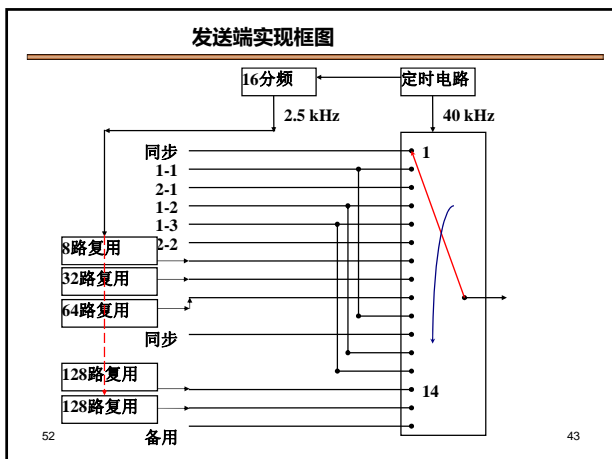 发送端实现框图
16分频
定时电路
2.5 kHz
40 kHz
同步
1
1-1
2-1
1-2
1-3
2-2
8路复用
32路复用
64路复用
同步
128路复用
14
128路复用
备用
52
43